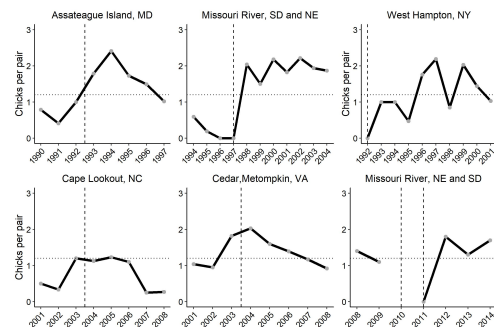 Assateague Island, MD
Missouri River, SD and NE
West Hampton, NY
Chicks per pair
3
2
1
0
1990 1991 1992 1993 1994 1995 1996 1997
3
2
1
0
1994 1995 1996 1997 1998 1999 2000 2001 2002 2003 2004
Chicks per pair
3
2
1
0
1992 1993 1994 1995 1996 1997 1998 1999 2000 2001
Cape Lookout, NC
Cedar,Metompkin, VA
Missouri River, NE and SD
Chicks per pair
3
2
1
0
2001 2002 2003 2004 2005 2006 2007 2008
3
2
1
0
2001 2002 2003 2004 2005 2006 2007 2008
3
2
1
0
2008 2009 2010 2011 2012 2013 2014